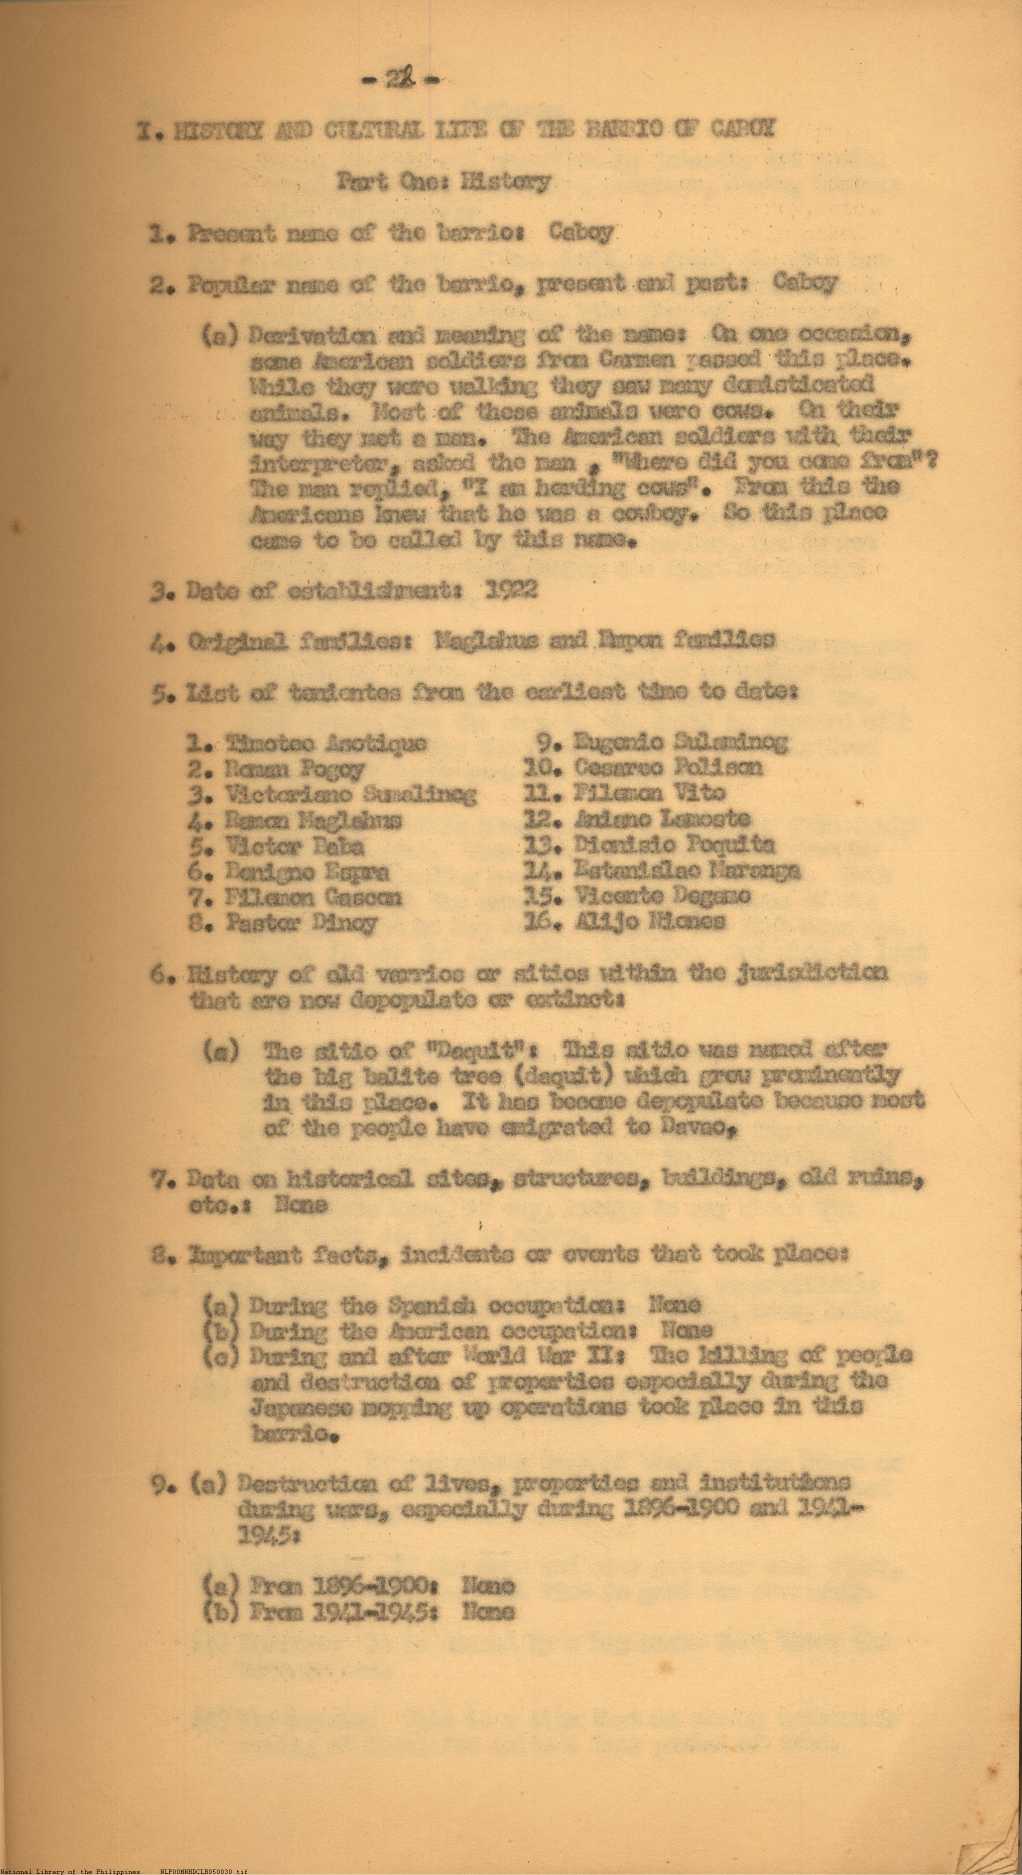 - 22 -
I. HISTORY AND CULTURAL LIFE OF THE BARRIO OF CABOY
Part One: History
1. Present name of the barrio: Caboy
2. Popular name of the barrio, present and past: Caboy
(a) Derivation and meaning of the name: On one occasion,
some American soldiers from Carmen passed this place.
While they were walking they saw many domisticated
animals. Most of these animals were cows. On their
way they met a man. The American soldiers with their
interpreter, asked the man , "Where did you come from"?
The man replied, "I am herding cows". From this the
Americans knew that he was a cowboy. So this place
came to be called by this name.
3. Date of establishment: 1922
4. Original families: Maglahus and Empon families
5. List of tenientes from the earliest time to date:
1. Timoteo Asotique
2. Roman Pogoy
3. Victoriano Sumalinog
4. Ramon Maglahus
5. Victor Baba
6. Benigno Espra
7. Filemon Gascon
8. Pastor Dinoy
9. Eugenio Sulaminog
10. Cesareo Polison
11. Filemon Vito
12. Aniano Lamoste
13. Dionisio Poquita
14. Estanislao Maranga
15. Vicente Degamo
16. Alijo Niones
6. History of old varrios or sitios within the jurisdiction
that are now depopulate or extinct:
(a) The sitio of "Daquit": This sitio was named after
the big balite tree (daquit) which grew prominently
in this place. It has become depopulate because most
of the people have emigrated to Davao,
7. Data on historical sites, structures, buildings, old ruins,
etc.: None
8. Important facts, incidents or events that took place:
(a) During the Spanish occupation: None
(b) During the American occupation: None
(c) During and after World War II: The killing of people
and destruction of properties especially during the
Japanese mopping up operations took place in this
barrio.
9. (a) Destruction of lives, properties and institutions
during wars, especially during 1896-1900 and 1941-
1945:
(a) From 1896-1900: None
(b) From 1941-1945: None
National Library of the Philippines